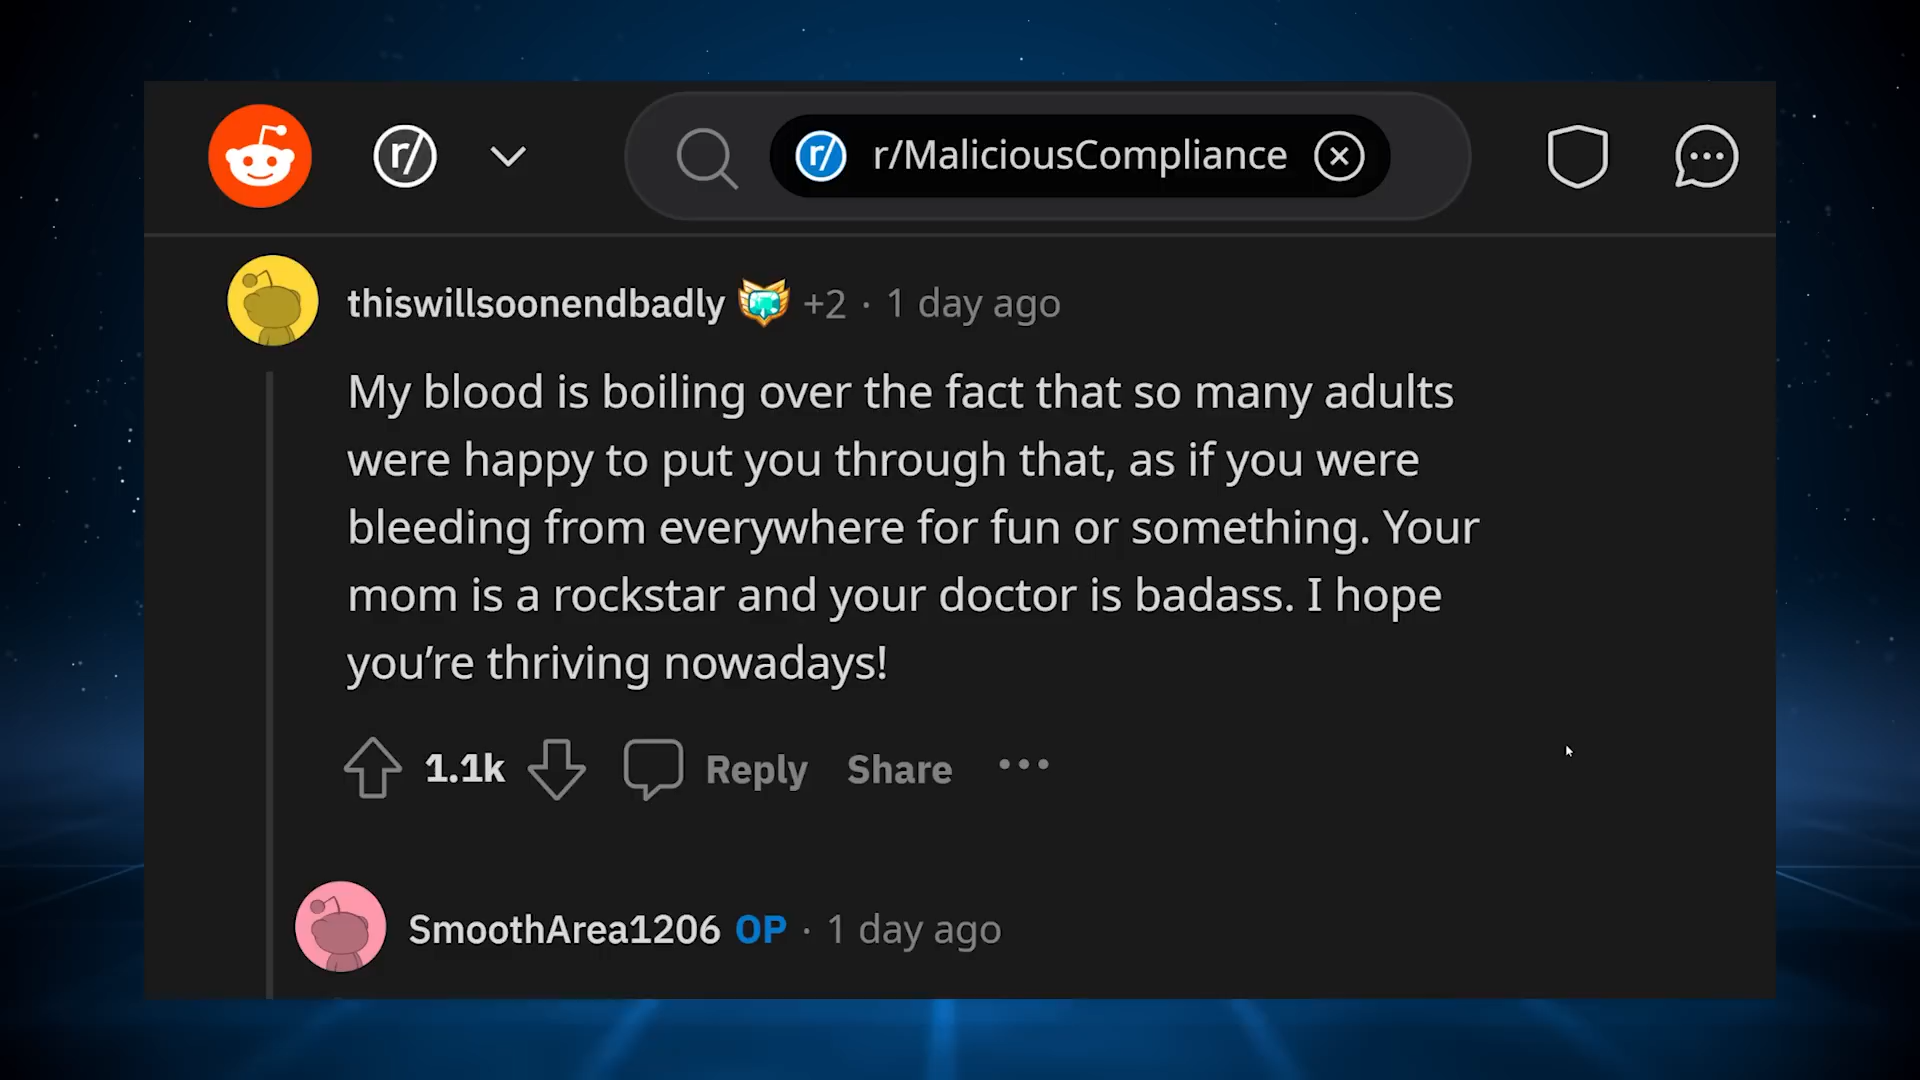 r/ r/ r/MaliciousCompliance
thiswillsoonendbadly +2 · 1 day ago
My blood is boiling over the fact that so many adults
were happy to put you through that, as if you were
bleeding from everywhere for fun or something. Your
mom is a rockstar and your doctor is badass. I hope
you’re thriving nowadays!
1.1k Reply Share
SmoothArea1206 OP · 1 day ago